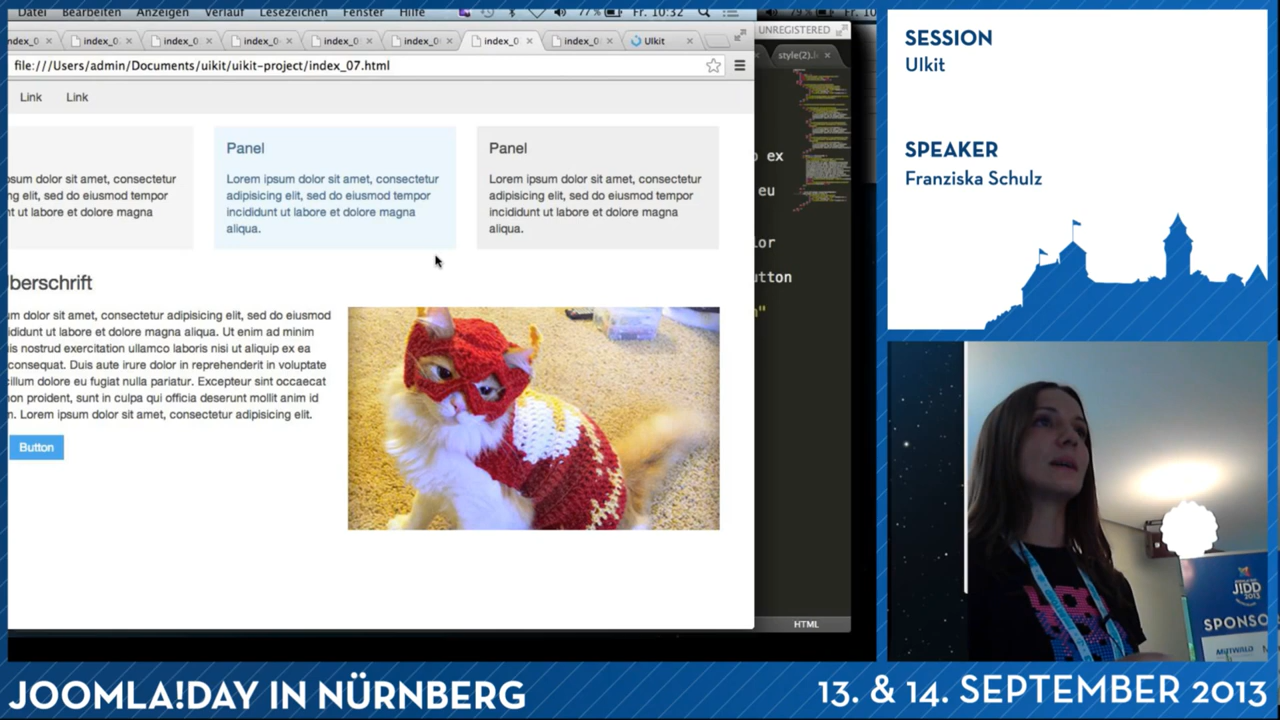 Datei Bearbeiten Anzeigen Verlauf Lesezeichen Fenster Hilfe 77% Fr. 10:32 Fr. 10
UNREGISTERED
index_0 index_0 index_0 index_0 index_0 index_0 index_0 index_0 UIkit
style(2).
file:///Users/admin/Documents/uikit/uikit-project/index_07.html
Link Link
Panel Panel
psum dolor sit amet, consectetur
ng elit, sed do eiusmod tempor
nt ut labore et dolore magna
Lorem ipsum dolor sit amet, consectetur
adipisicing elit, sed do eiusmod tempor
incididunt ut labore et dolore magna
aliqua.
Lorem ipsum dolor sit amet, consectetur
adipisicing elit, sed do eiusmod tempor
incididunt ut labore et dolore magna
aliqua.
berschrift
m dolor sit amet, consectetur adipisicing elit, sed do eiusmod
ididunt ut labore et dolore magna aliqua. Ut enim ad minim
is nostrud exercitation ullamco laboris nisi ut aliquip ex ea
consequat. Duis aute irure dolor in reprehenderit in voluptate
cillum dolore eu fugiat nulla pariatur. Excepteur sint occaecat
non proident, sunt in culpa qui officia deserunt mollit anim id
n. Lorem ipsum dolor sit amet, consectetur adipisicing elit.
Button
ex
eu
lor
utton
"
HTML
SESSION
UIkit
SPEAKER
Franziska Schulz
JIDD
2013
SPONSO
MITTWALD
JOOMLA!DAY IN NÜRNBERG
13. & 14. SEPTEMBER 2013